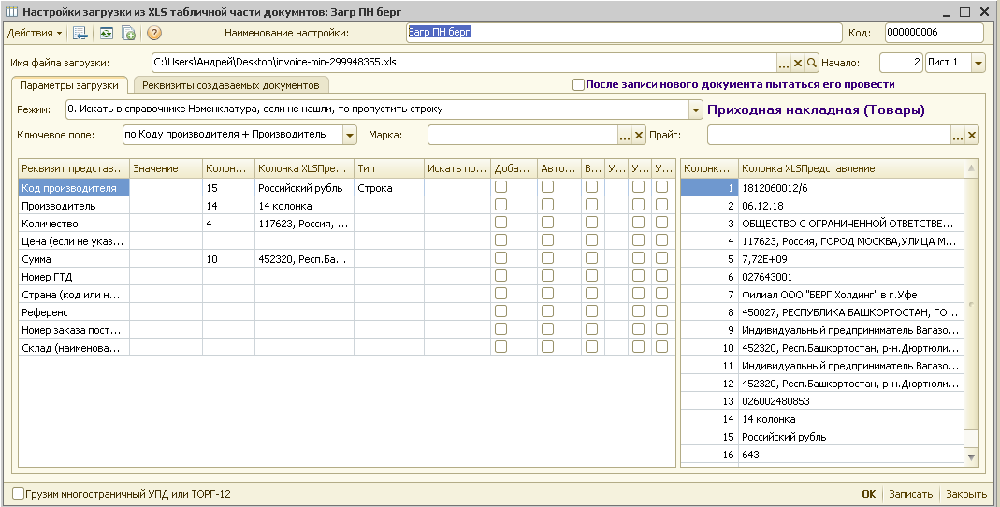 Настройки загрузки из XLS табличной части докумнтов: Загр ПН берг
Действия
Наименование настройки: Загр ПН берг Код: 000000006
Имя файла загрузки: C:\Users\Андрей\Desktop\invoice-min-299948355.xls ... Начало: 2 Лист 1
Параметры загрузки Реквизиты создаваемых документов После записи нового документа пытаться его провести
Режим: 0. Искать в справочнике Номенклатура, если не нашли, то пропустить строку Приходная накладная (Товары)
Ключевое поле: по Коду производителя + Производитель Марка: ... Прайс: ...
Реквизит представ... Значение Колон... Колонка XLSПре... Тип Искать по... Доба... Авто... В... У... У... У...
Код производителя 15 Российский рубль Строка
Производитель 14 14 колонка
Количество 4 117623, Россия, ...
Цена (если не указ...
Сумма 10 452320, Респ.Ба...
Номер ГТД
Страна (код или н...
Референс
Номер заказа пост...
Склад (наименова...
Колонк... Колонка XLSПредставление
1 1812060012/6
2 06.12.18
3 ОБЩЕСТВО С ОГРАНИЧЕННОЙ ОТВЕТСТВЕ...
4 117623, Россия, ГОРОД МОСКВА,УЛИЦА М...
5 7,72E+09
6 027643001
7 Филиал ООО "БЕРГ Холдинг" в г.Уфе
8 450027, РЕСПУБЛИКА БАШКОРТОСТАН, ГО...
9 Индивидуальный предприниматель Вагазо...
10 452320, Респ.Башкортостан, р-н.Дюртюли...
11 Индивидуальный предприниматель Вагазо...
12 452320, Респ.Башкортостан, р-н.Дюртюли...
13 026002480853
14 14 колонка
15 Российский рубль
16 643
Грузим многостраничный УПД или ТОРГ-12
OK Записать Закрыть